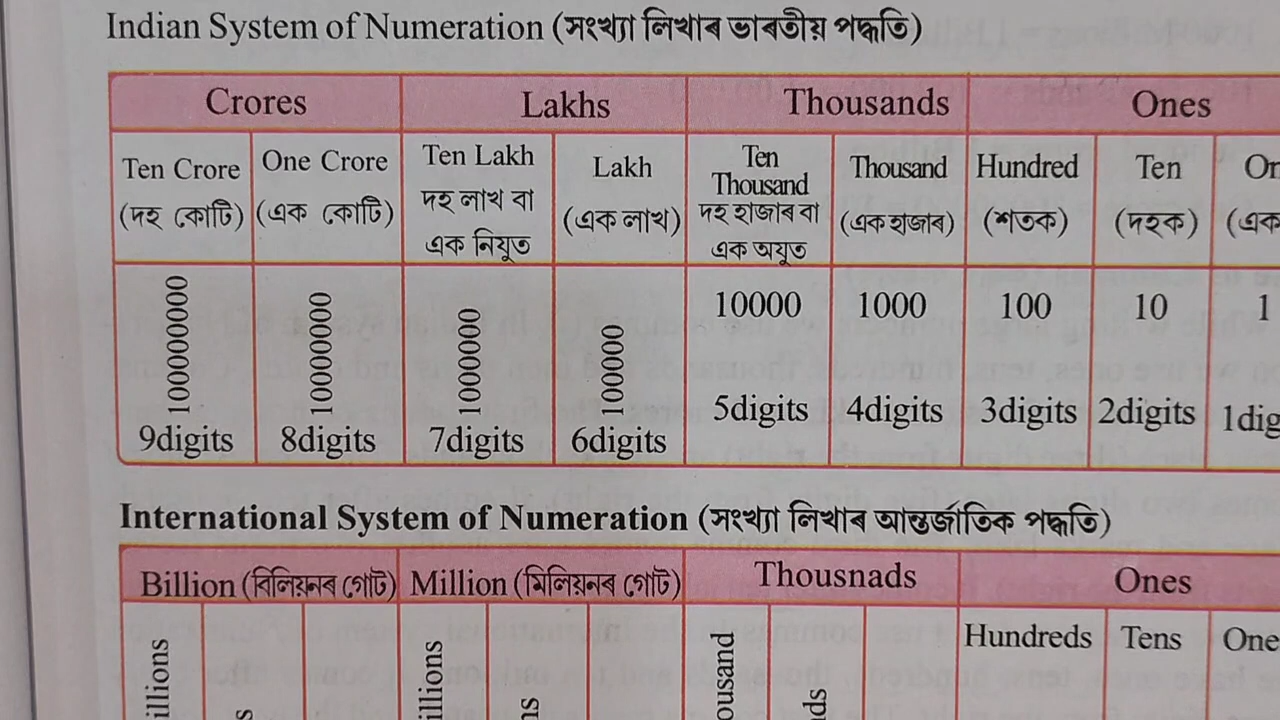 Indian System of Numeration (সংখ্যা লিখাৰ ভাৰতীয় পদ্ধতি)
Crores Lakhs Thousands Ones
Ten Crore One Crore Ten Lakh Lakh Ten Thousand Thousand Hundred Ten
(দহ কোটি) (এক কোটি) দহ লাখ বা এক নিযুত (এক লাখ) দহ হাজাৰ বা এক অযুত (এক হাজাৰ) (শতক) (দহক) (এক
100000000 10000000 1000000 100000 10000 1000 100 10 1
9digits 8digits 7digits 6digits 5digits 4digits 3digits 2digits
International System of Numeration (সংখ্যা লিখাৰ আন্তৰ্জাতিক পদ্ধতি)
Billion (বিলিয়নৰ গোট) Million (মিলিয়নৰ গোট) Thousnads Ones
Hundreds Tens One